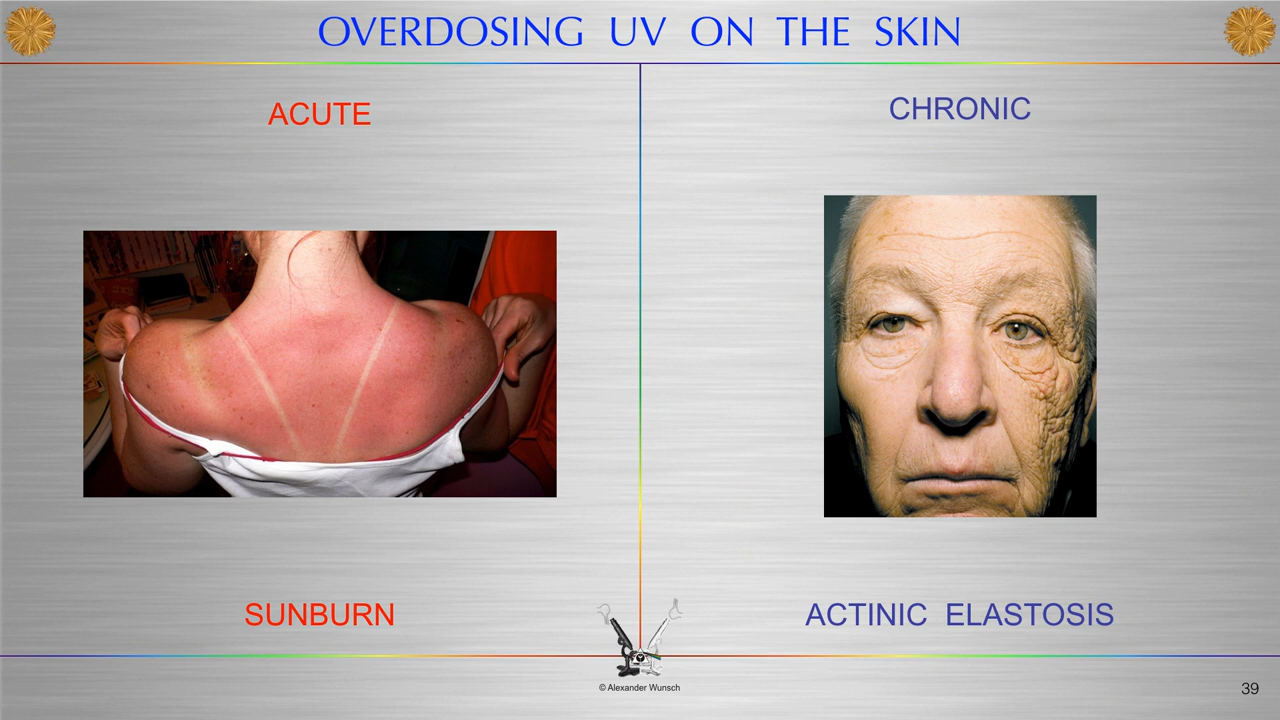 OVERDOSING UV ON THE SKIN
ACUTE
CHRONIC
SUNBURN
ACTINIC ELASTOSIS
© Alexander Wunsch
39